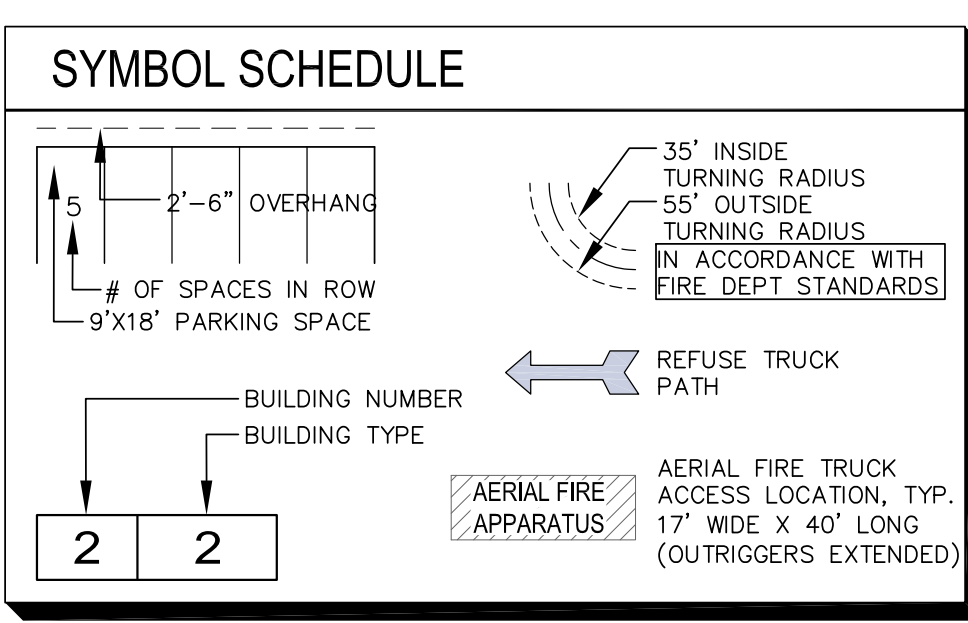 SYMBOL SCHEDULE
5
2'-6" OVERHANG
# OF SPACES IN ROW
9'X18' PARKING SPACE
35' INSIDE
TURNING RADIUS
55' OUTSIDE
TURNING RADIUS
IN ACCORDANCE WITH
FIRE DEPT STANDARDS
REFUSE TRUCK
PATH
BUILDING NUMBER
BUILDING TYPE
2 2
AERIAL FIRE
APPARATUS
AERIAL FIRE TRUCK
ACCESS LOCATION, TYP.
17' WIDE X 40' LONG
(OUTRIGGERS EXTENDED)